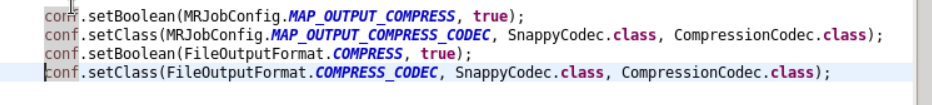 conf.setBoolean(MRJobConfig.MAP_OUTPUT_COMPRESS, true);
conf.setClass(MRJobConfig.MAP_OUTPUT_COMPRESS_CODEC, SnappyCodec.class, CompressionCodec.class);
conf.setBoolean(FileOutputFormat.COMPRESS, true);
conf.setClass(FileOutputFormat.COMPRESS_CODEC, SnappyCodec.class, CompressionCodec.class);